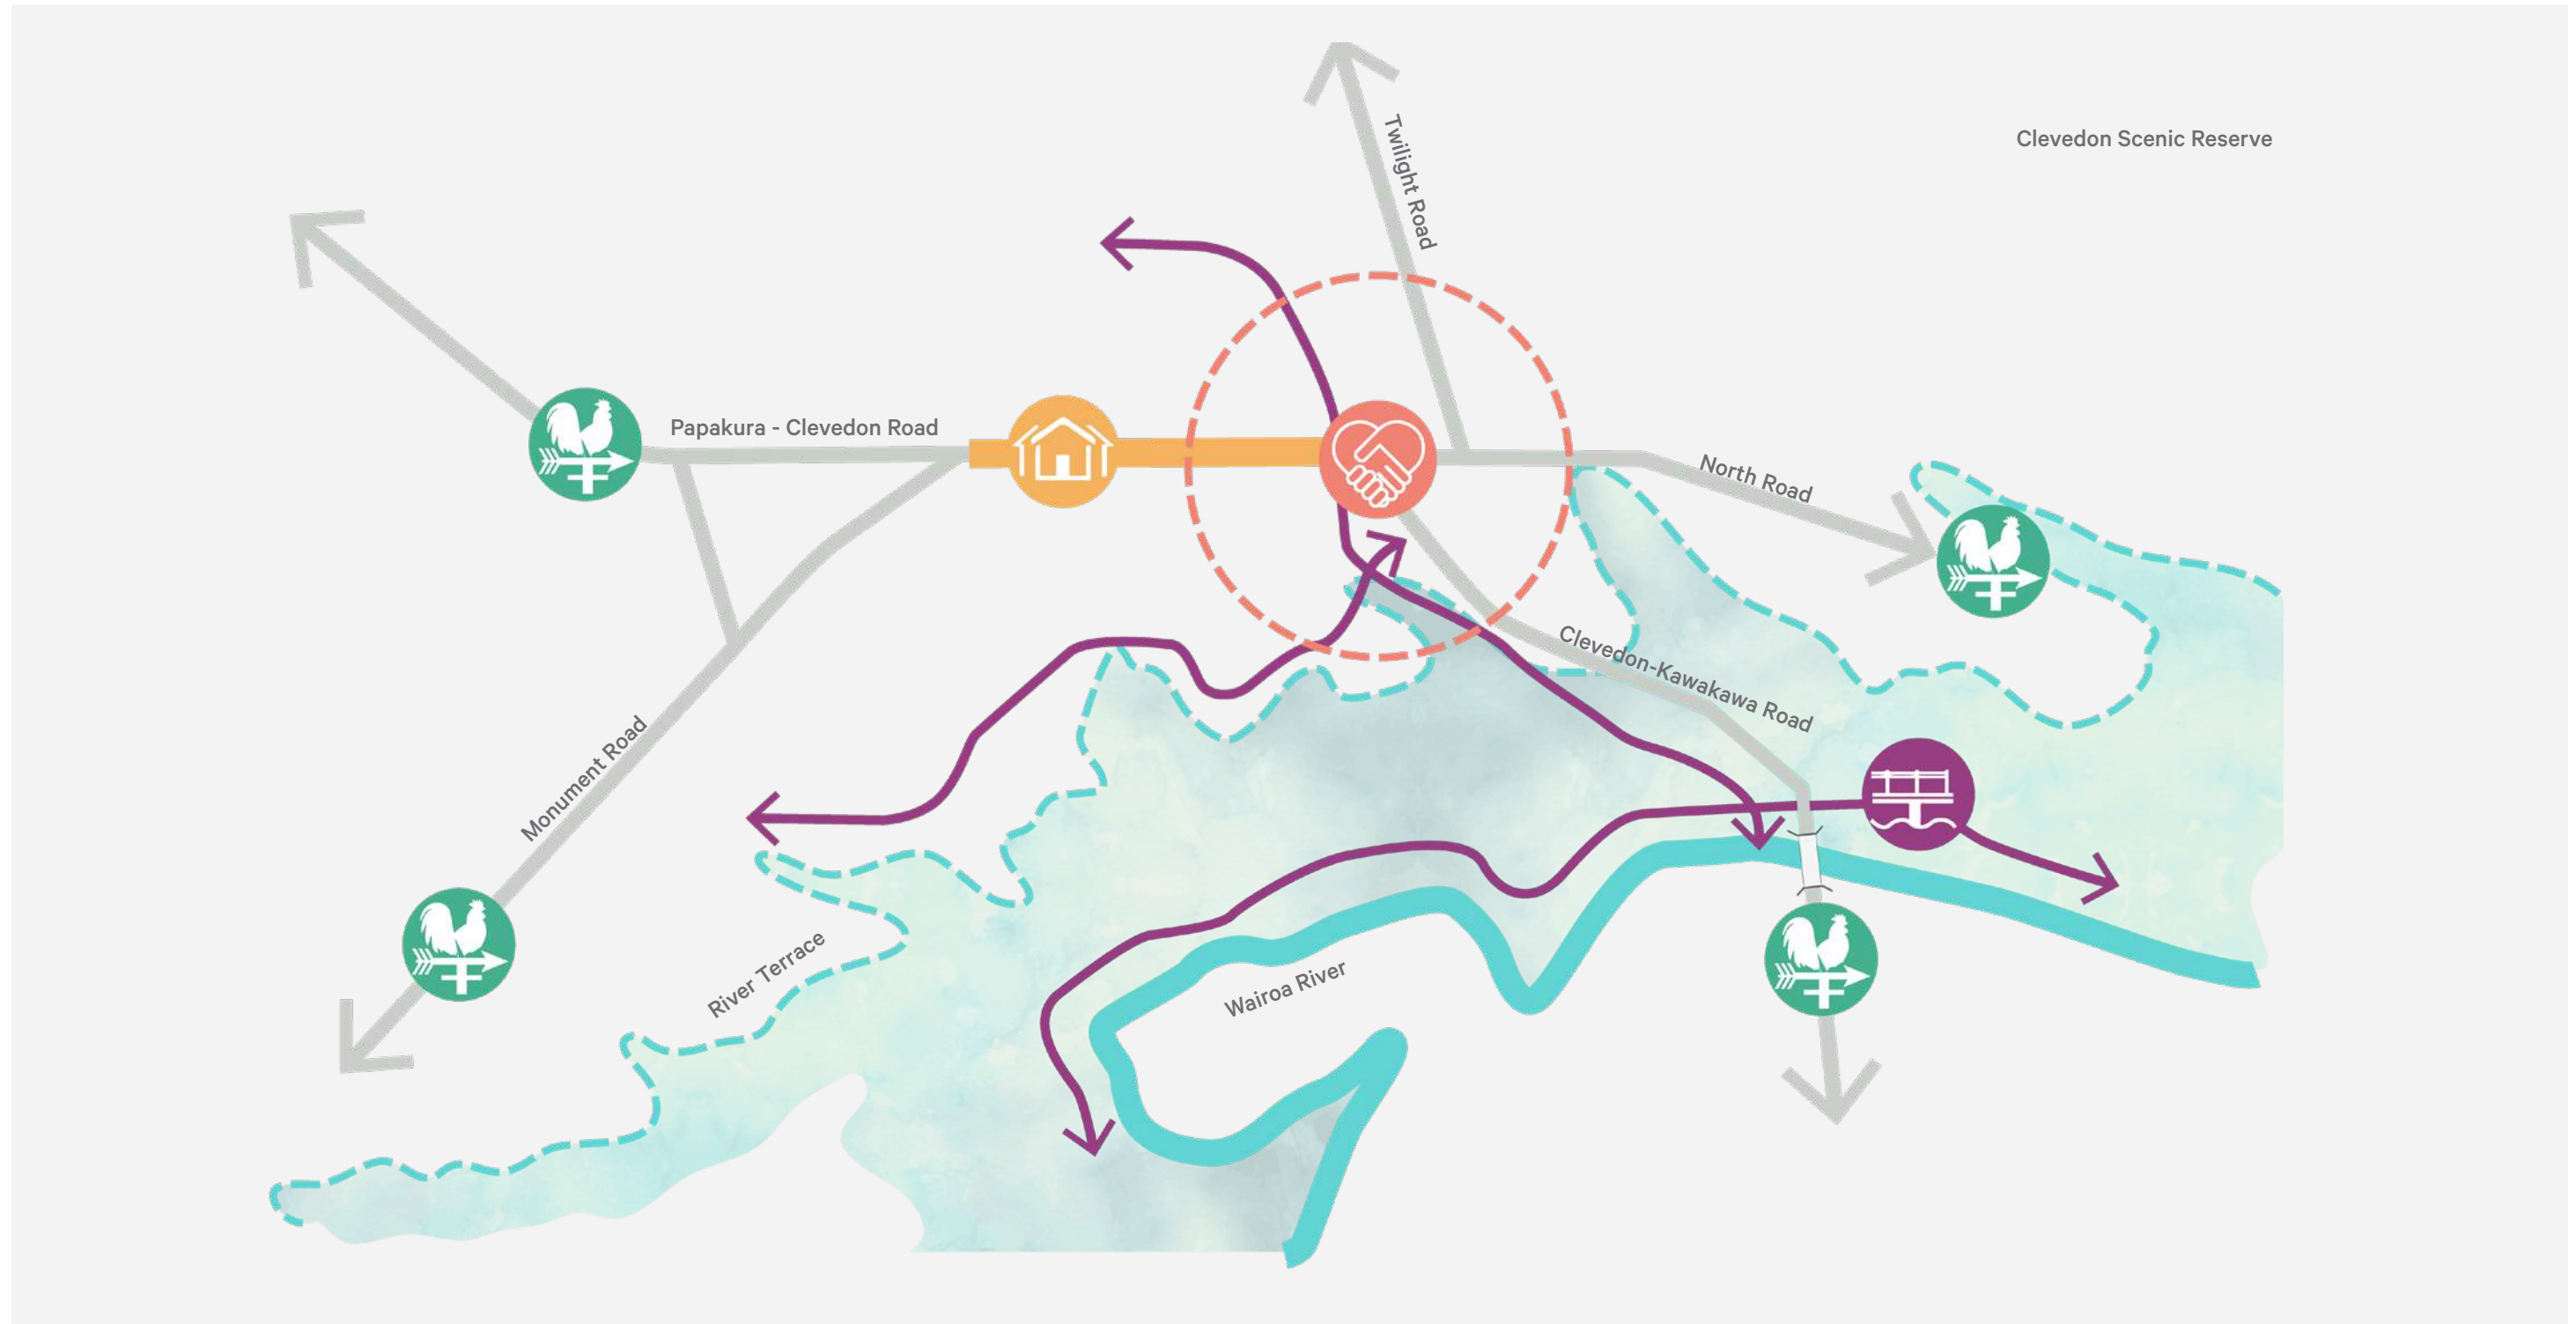 Twilight Road
Clevedon Scenic Reserve
Papakura - Clevedon Road
North Road
Clevedon-Kawakawa Road
Monument Road
River Terrace
Wairoa River